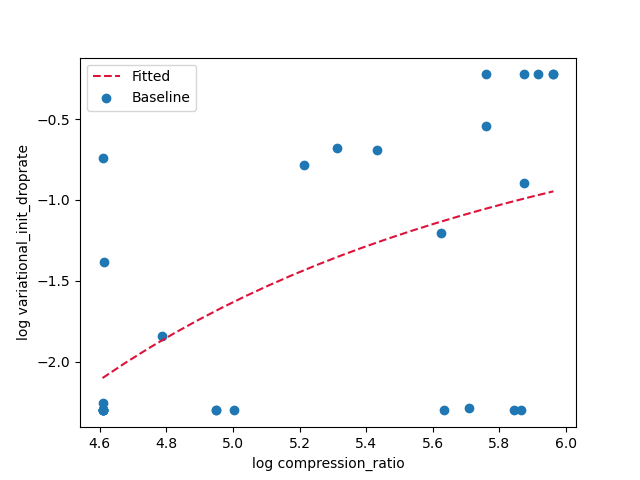 Fitted
Baseline
−0.5
−1.0
−1.5
−2.0
log variational_init_droprate
4.6 4.8 5.0 5.2 5.4 5.6 5.8 6.0
log compression_ratio